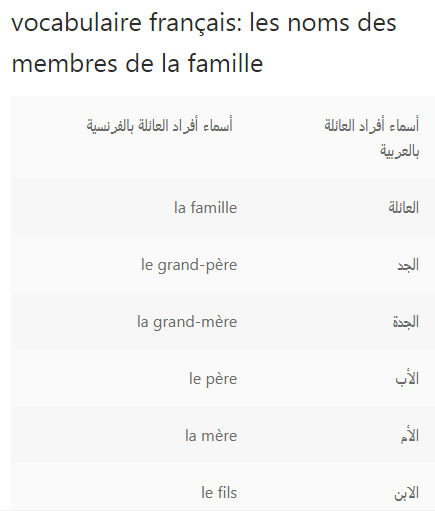 vocabulaire français: les noms des
membres de la famille
أسماء أفراد العائلة
بالعربية
أسماء أفراد العائلة بالفرنسية
العائلة
la famille
الجد
le grand-père
الجدة
la grand-mère
الأب
le père
الأم
la mère
الابن
le fils